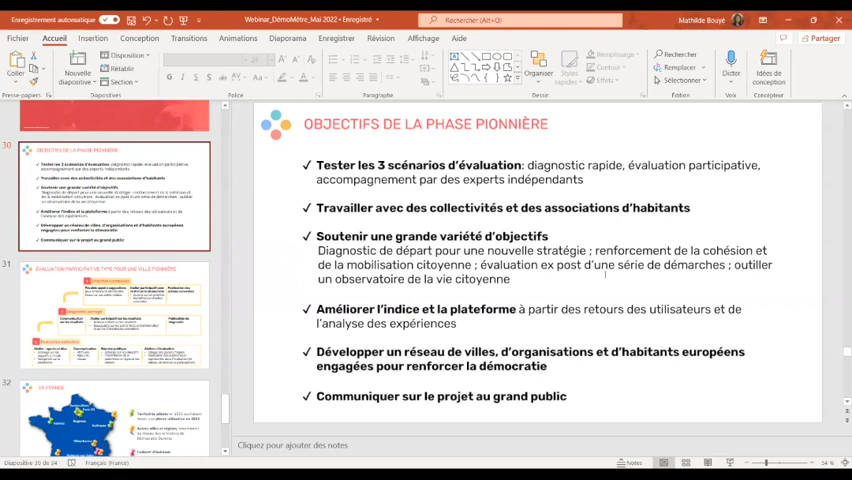 Enregistrement automatique
Webinar_DémoMètre_Mai 2022 • Enregistré
Rechercher (Alt+Q)
Mathilde Bouyé
Fichier Accueil Insertion Conception Transitions Animations Diaporama Enregistrer Révision Affichage Aide
Partager
Coller
Nouvelle diapositive
Disposition
Rétablir
Section
Organiser
Styles rapides
Remplissage
Contour
Effets
Rechercher
Remplacer
Sélectionner
Dicter
Idées de conception
Presse-papiers
Diapositives
Police
Paragraphe
Dessin
Édition
Voix
Concepteur
30
OBJECTIFS DE LA PHASE PIONNIÈRE
31
ÉVALUATION PARTICIPATIVE TYPE POUR UNE VILLE PIONNIÈRE
32
OBJECTIFS DE LA PHASE PIONNIÈRE
✓ Tester les 3 scénarios d'évaluation: diagnostic rapide, évaluation participative,
accompagnement par des experts indépendants
✓ Travailler avec des collectivités et des associations d'habitants
✓ Soutenir une grande variété d'objectifs
Diagnostic de départ pour une nouvelle stratégie ; renforcement de la cohésion et
de la mobilisation citoyenne ; évaluation ex post d'une série de démarches ; outiller
un observatoire de la vie citoyenne
✓ Améliorer l'indice et la plateforme à partir des retours des utilisateurs et de
l'analyse des expériences
✓ Développer un réseau de villes, d'organisations et d'habitants européens
engagées pour renforcer la démocratie
✓ Communiquer sur le projet au grand public
Cliquez pour ajouter des notes
Diapositive 30 de 34
Français (France)
Notes
54 %